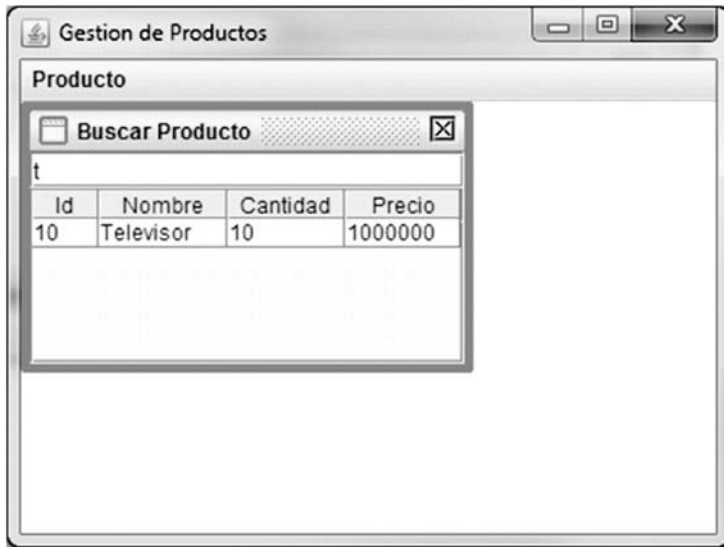 Gestion de Productos
Producto
Buscar Producto
t
Id Nombre Cantidad Precio
10 Televisor 10 1000000